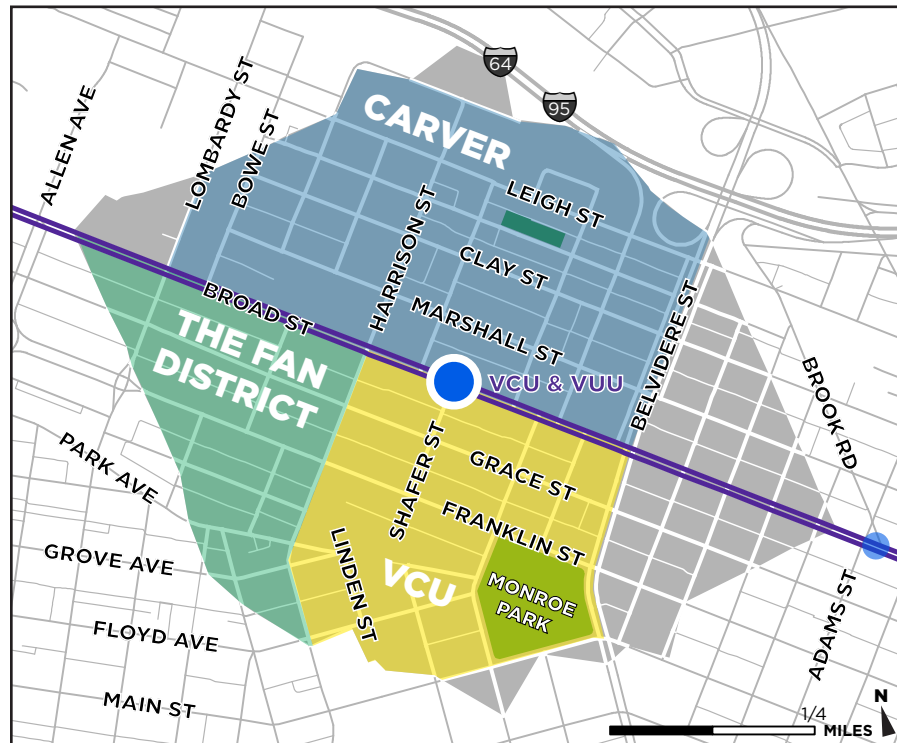 64
95
CARVER
ALLEN AVE
LOMBARDY ST
BOWE ST
HARRISON ST
LEIGH ST
CLAY ST
MARSHALL ST
BELVIDERE ST
BROAD ST
THE FAN
DISTRICT
VCU & VUU
BROOK RD
PARK AVE
SHAFER ST
GRACE ST
FRANKLIN ST
GROVE AVE
LINDEN ST
VCU
MONROE
PARK
ADAMS ST
FLOYD AVE
MAIN ST
N
1/4
MILES